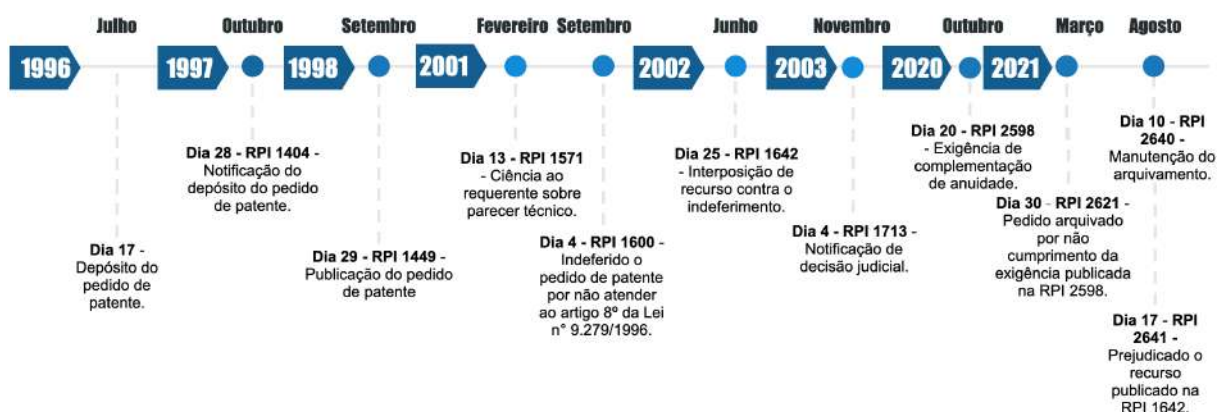 Julho
Outubro
Setembro
Fevereiro
Setembro
Junho
Novembro
Outubro
Março
Agosto
1996
1997
1998
2001
2002
2003
2020
2021
Dia 17 -
Depósito do
pedido de
patente.
Dia 28 - RPI 1404 -
Notificação do
depósito do pedido
de patente.
Dia 29 - RPI 1449 -
Publicação do pedido
de patente
Dia 13 - RPI 1571
- Ciência ao
requerente sobre
parecer técnico.
Dia 4 - RPI 1600 -
Indeferido o
pedido de patente
por não atender
ao artigo 8º da Lei
n° 9.279/1996.
Dia 25 - RPI 1642
- Interposição de
recurso contra o
indeferimento.
Dia 4 - RPI 1713 -
Notificação de
decisão judicial.
Dia 20 - RPI 2598
- Exigência de
complementação
de anuidade.
Dia 30 - RPI 2621 -
Pedido arquivado
por não
cumprimento da
exigência publicada
na RPI 2598.
Dia 10 - RPI
2640 -
Manutenção do
arquivamento.
Dia 17 - RPI
2641 -
Prejudicado o
recurso
publicado na
RPI 1642.